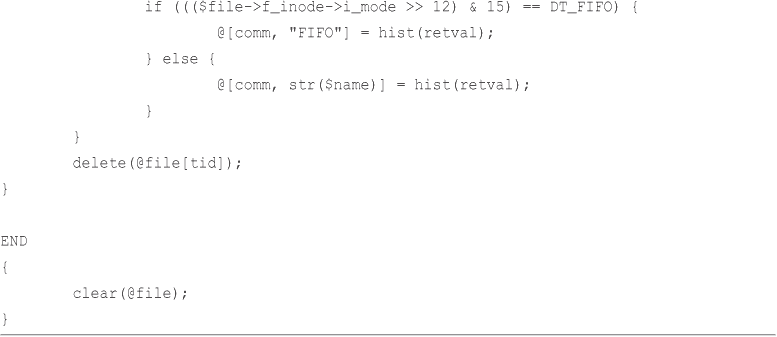 if ((($file->f_inode->i_mode >> 12) & 15) == DT_FIFO) {
                        @[comm, "FIFO"] = hist(retval);
                } else {
                        @[comm, str($name)] = hist(retval);
                }
        }
        delete(@file[tid]);
}

END
{
        clear(@file);
}